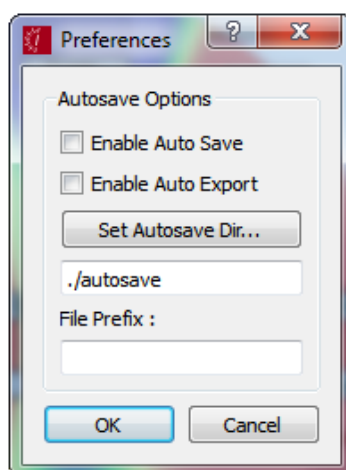 Preferences
Autosave Options
Enable Auto Save
Enable Auto Export
Set Autosave Dir...
./autosave
File Prefix :
OK Cancel